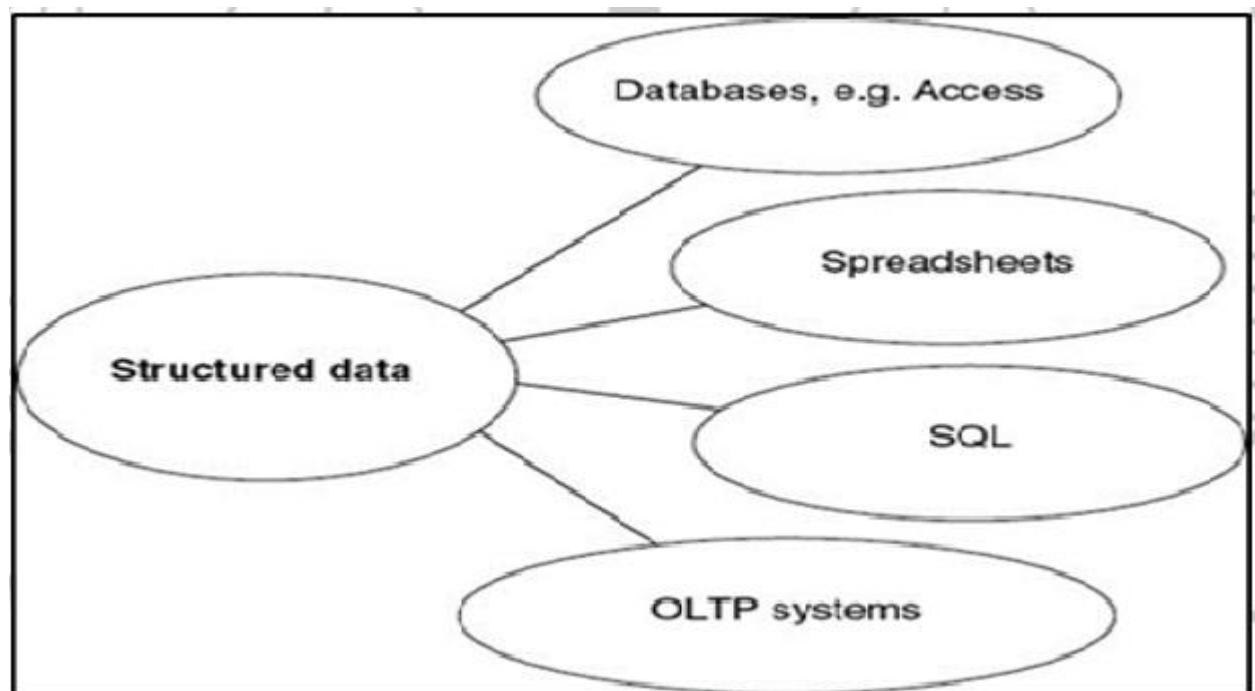 Databases, e.g. Access
Spreadsheets
Structured data
SQL
OLTP systems